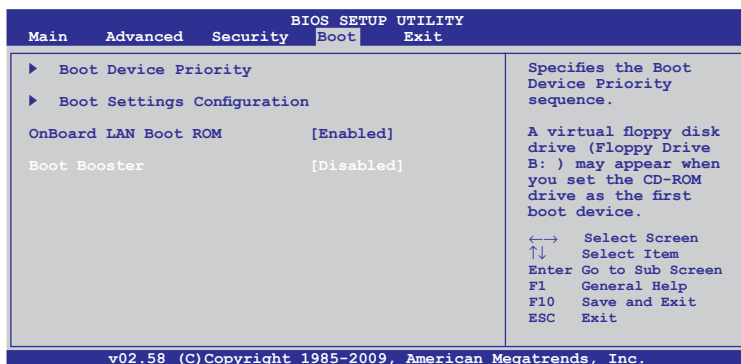 BIOS SETUP UTILITY
Main Advanced Security Boot Exit
Boot Device Priority
Boot Settings Configuration
OnBoard LAN Boot ROM [Enabled]
Boot Booster [Disabled]
Specifies the Boot
Device Priority
sequence.
A virtual floppy disk
drive (Floppy Drive
B: ) may appear when
you set the CD-ROM
drive as the first
boot device.
←→ Select Screen
↑↓ Select Item
Enter Go to Sub Screen
F1 General Help
F10 Save and Exit
ESC Exit
v02.58 (C)Copyright 1985-2009, American Megatrends, Inc.